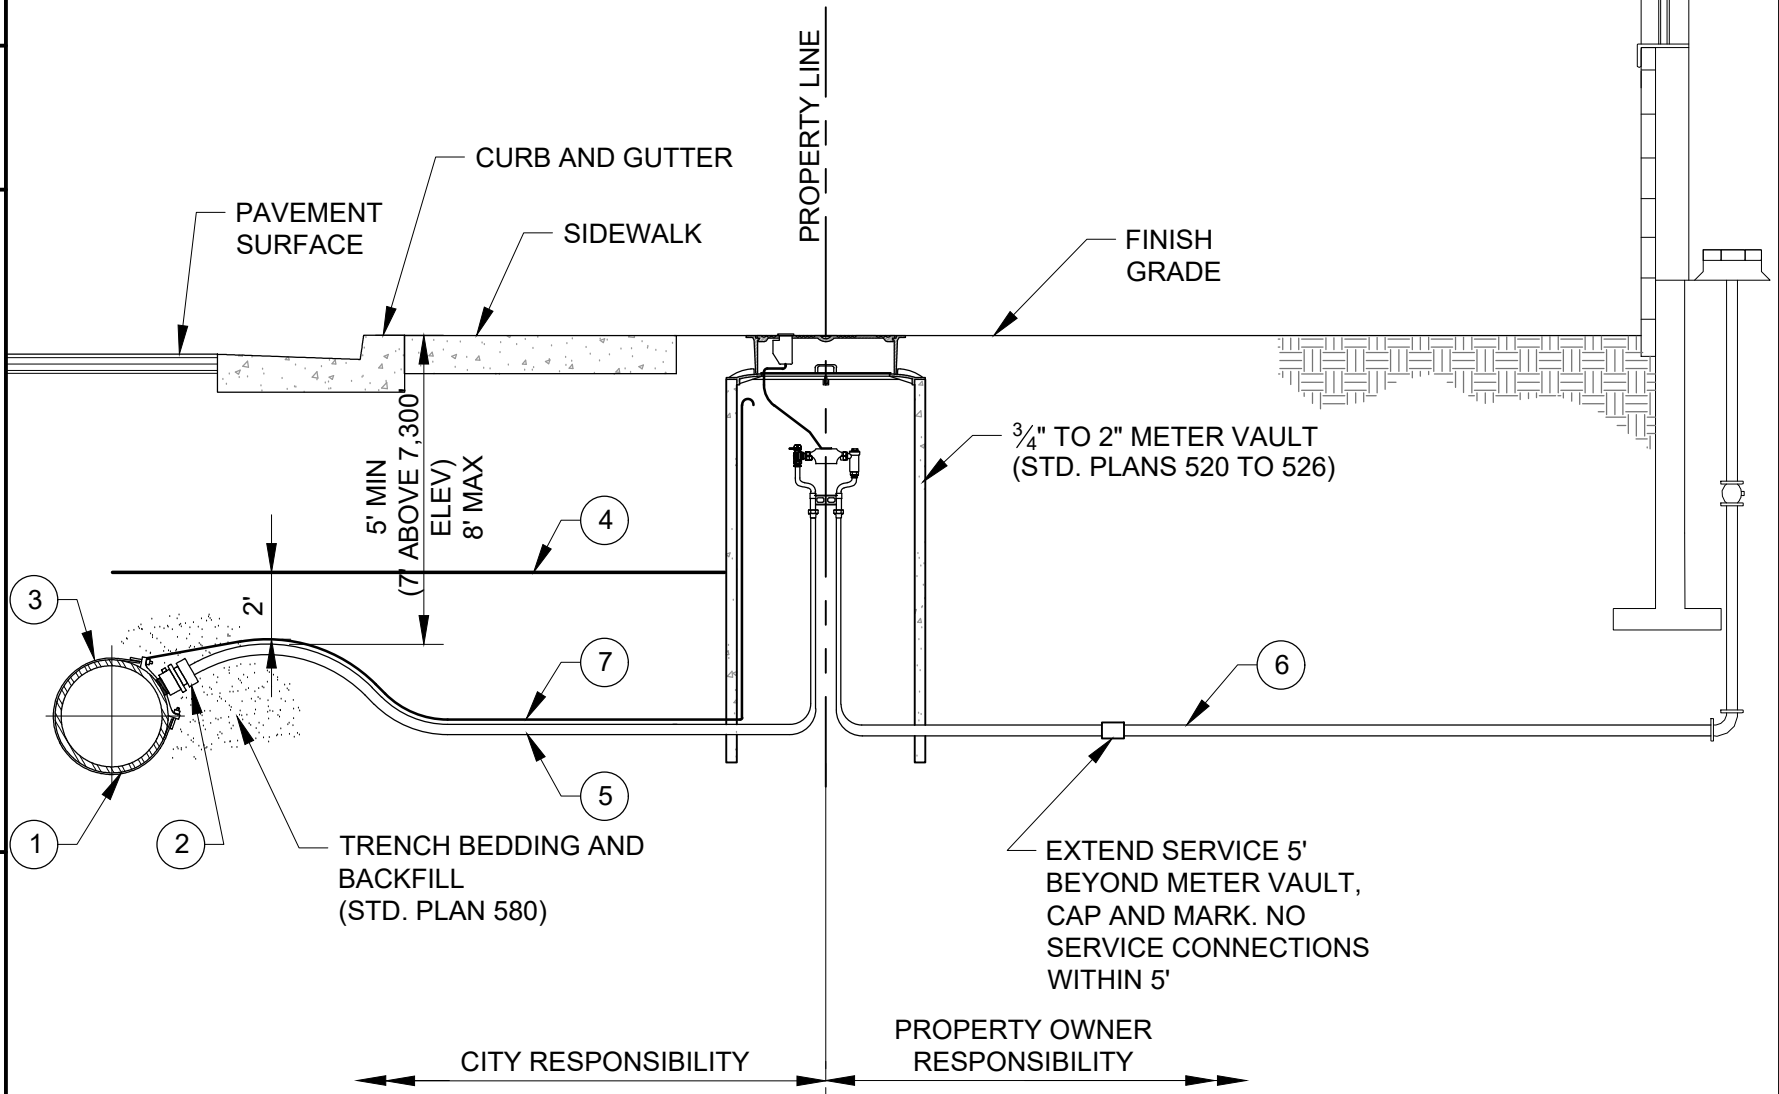 PROPERTY LINE
CURB AND GUTTER
PAVEMENT
SURFACE
SIDEWALK
FINISH
GRADE
5' MIN
(7' ABOVE 7,300
ELEV)
8' MAX
3/4" TO 2" METER VAULT
(STD. PLANS 520 TO 526)
4
3
2'
7
6
5
1
2
TRENCH BEDDING AND
BACKFILL
(STD. PLAN 580)
EXTEND SERVICE 5'
BEYOND METER VAULT,
CAP AND MARK. NO
SERVICE CONNECTIONS
WITHIN 5'
CITY RESPONSIBILITY
PROPERTY OWNER
RESPONSIBILITY